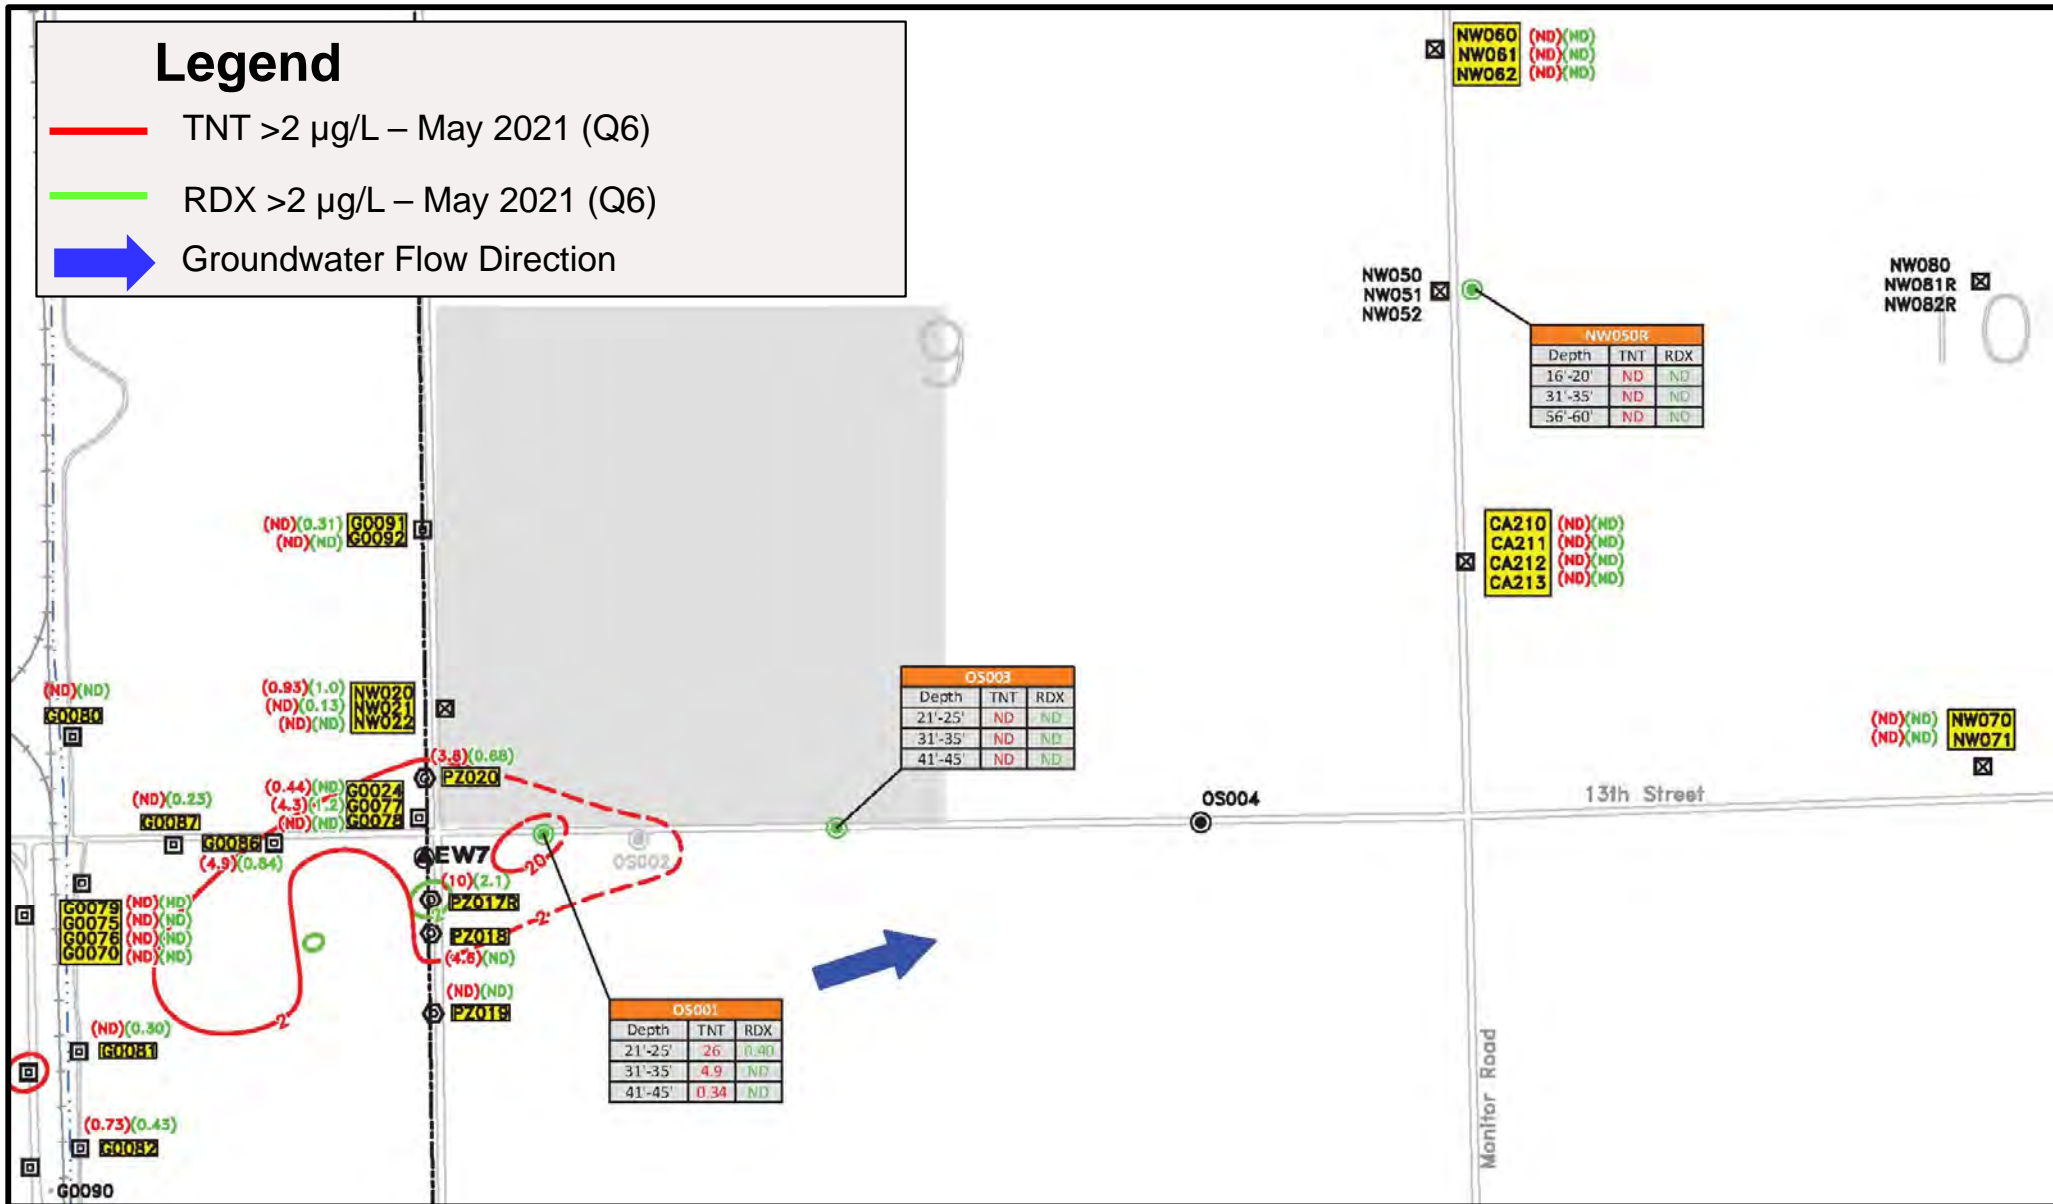 Legend
TNT >2 µg/L – May 2021 (Q6)
RDX >2 µg/L – May 2021 (Q6)
Groundwater Flow Direction
NW060 (ND)(ND)
NW061 (ND)(ND)
NW062 (ND)(ND)
9
NW050
NW051
NW052
NW050R
Depth TNT RDX
16'-20' ND ND
31'-35' ND ND
56'-60' ND ND
NW080
NW081R
NW082R
10
(ND)(0.31) G0091
(ND)(ND) G0092
CA210 (ND)(ND)
CA211 (ND)(ND)
CA212 (ND)(ND)
CA213 (ND)(ND)
(ND)(ND)
G0080
(0.93)(1.0) NW020
(ND)(0.13) NW021
(ND)(ND) NW022
OS003
Depth TNT RDX
21'-25' ND ND
31'-35' ND ND
41'-45' ND ND
(ND)(ND) NW070
(ND)(ND) NW071
(3.8)(0.68)
PZ020
(0.44)(ND) G0024
(4.3)(1.2) G0077
(ND)(ND) G0078
(ND)(0.23)
G0087
G0086
(4.9)(0.84)
OS004
13th Street
EW7
20
OS002
(10)(2.1)
PZ017R
2
2
PZ018
(4.6)(ND)
G0079 (ND)(ND)
G0075 (ND)(ND)
G0076 (ND)(ND)
G0070 (ND)(ND)
(ND)(ND)
PZ019
2
(ND)(0.30)
G0081
OS001
Depth TNT RDX
21'-25' 26 0.40
31'-35' 4.9 ND
41'-45' 0.34 ND
Monitor Road
(0.73)(0.43)
G0082
G0090